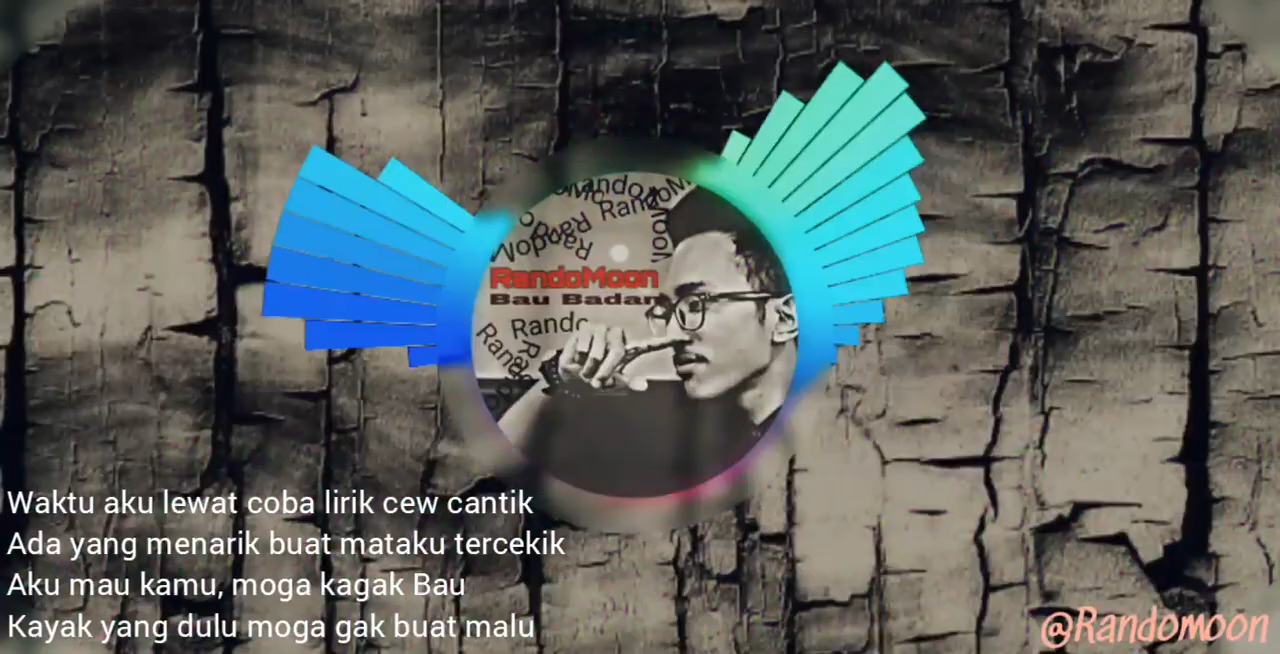 RandoMoon
Bau Badan
Rando
Waktu aku lewat coba lirik cew cantik
Ada yang menarik buat mataku tercekik
Aku mau kamu, moga kagak Bau
Kayak yang dulu moga gak buat malu
@Randomoon